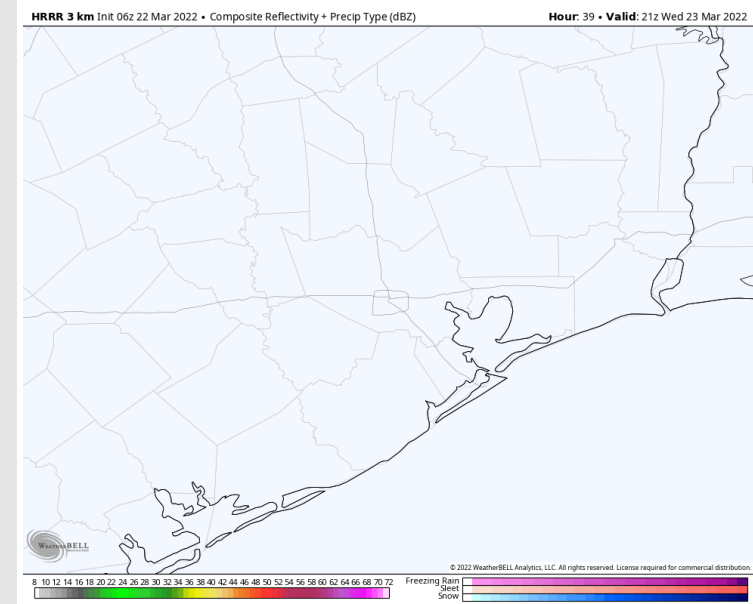 HRRR 3 km Init 06z 22 Mar 2022 • Composite Reflectivity + Precip Type (dBZ)
Hour: 39 • Valid: 21z Wed 23 Mar 2022
WeatherBELL
© 2022 WeatherBELL Analytics, LLC. All rights reserved. License required for commercial distribution.
8 10 12 14 16 18 20 22 24 26 28 30 32 34 36 38 40 42 44 46 48 50 52 54 56 58 60 62 64 66 68 70 72
Freezing Rain
Sleet
Snow